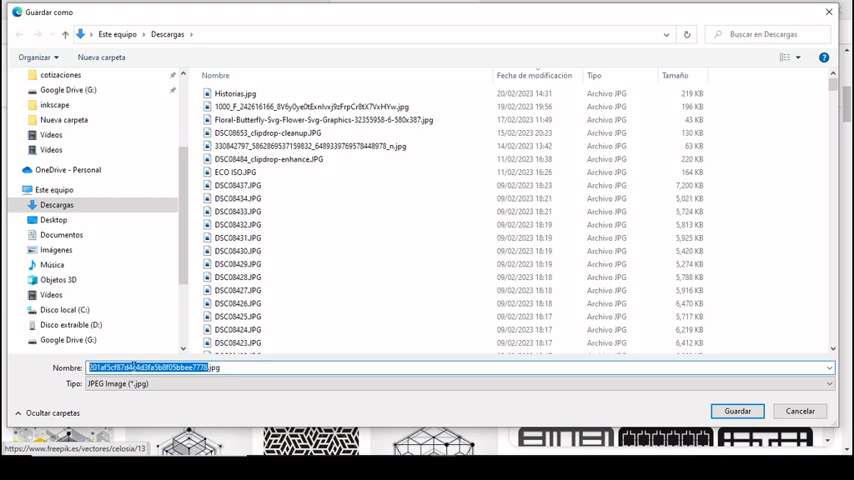 Guardar como
Este equipo > Descargas >
Buscar en Descargas
Organizar
Nueva carpeta
cotizaciones
Google Drive (G:)
inkscape
Nueva carpeta
Vídeos
Vídeos
OneDrive - Personal
Este equipo
Descargas
Desktop
Documentos
Imágenes
Música
Objetos 3D
Vídeos
Disco local (C:)
Disco extraíble (D:)
Google Drive (G:)
Nombre Fecha de modificación Tipo Tamaño
Historias.jpg 20/02/2023 14:31 Archivo JPG 219 KB
1000_F_242616166_8V6y0ye0tExnIvxj9zFrpCr8tX7VxHYw.jpg 17/02/2023 19:56 Archivo JPG 196 KB
Floral-Butterfly-Svg-Flower-Svg-Graphics-32355958-6-580x387.jpg 17/02/2023 11:49 Archivo JPG 43 KB
DSC08653_clipdrop-cleanup.JPG 15/02/2023 20:23 Archivo JPG 130 KB
330842797_5862869537159832_6489339769578448978_n.jpg 14/02/2023 13:42 Archivo JPG 63 KB
DSC08484_clipdrop-enhance.JPG 11/02/2023 16:38 Archivo JPG 220 KB
ECO ISO.JPG 11/02/2023 16:26 Archivo JPG 164 KB
DSC08437.JPG 09/02/2023 18:23 Archivo JPG 7,200 KB
DSC08434.JPG 09/02/2023 18:21 Archivo JPG 5,021 KB
DSC08433.JPG 09/02/2023 18:21 Archivo JPG 5,724 KB
DSC08432.JPG 09/02/2023 18:19 Archivo JPG 5,813 KB
DSC08431.JPG 09/02/2023 18:19 Archivo JPG 5,925 KB
DSC08430.JPG 09/02/2023 18:19 Archivo JPG 5,420 KB
DSC08429.JPG 09/02/2023 18:19 Archivo JPG 5,274 KB
DSC08428.JPG 09/02/2023 18:18 Archivo JPG 5,788 KB
DSC08427.JPG 09/02/2023 18:18 Archivo JPG 5,916 KB
DSC08426.JPG 09/02/2023 18:18 Archivo JPG 6,470 KB
DSC08425.JPG 09/02/2023 18:16 Archivo JPG 5,717 KB
DSC08424.JPG 09/02/2023 18:16 Archivo JPG 6,219 KB
DSC08423.JPG 09/02/2023 18:16 Archivo JPG 6,412 KB
Nombre:
Tipo: JPEG Image (*.jpg)
Ocultar carpetas
Guardar
Cancelar
https://www.freepik.es/vectores/celosia/13